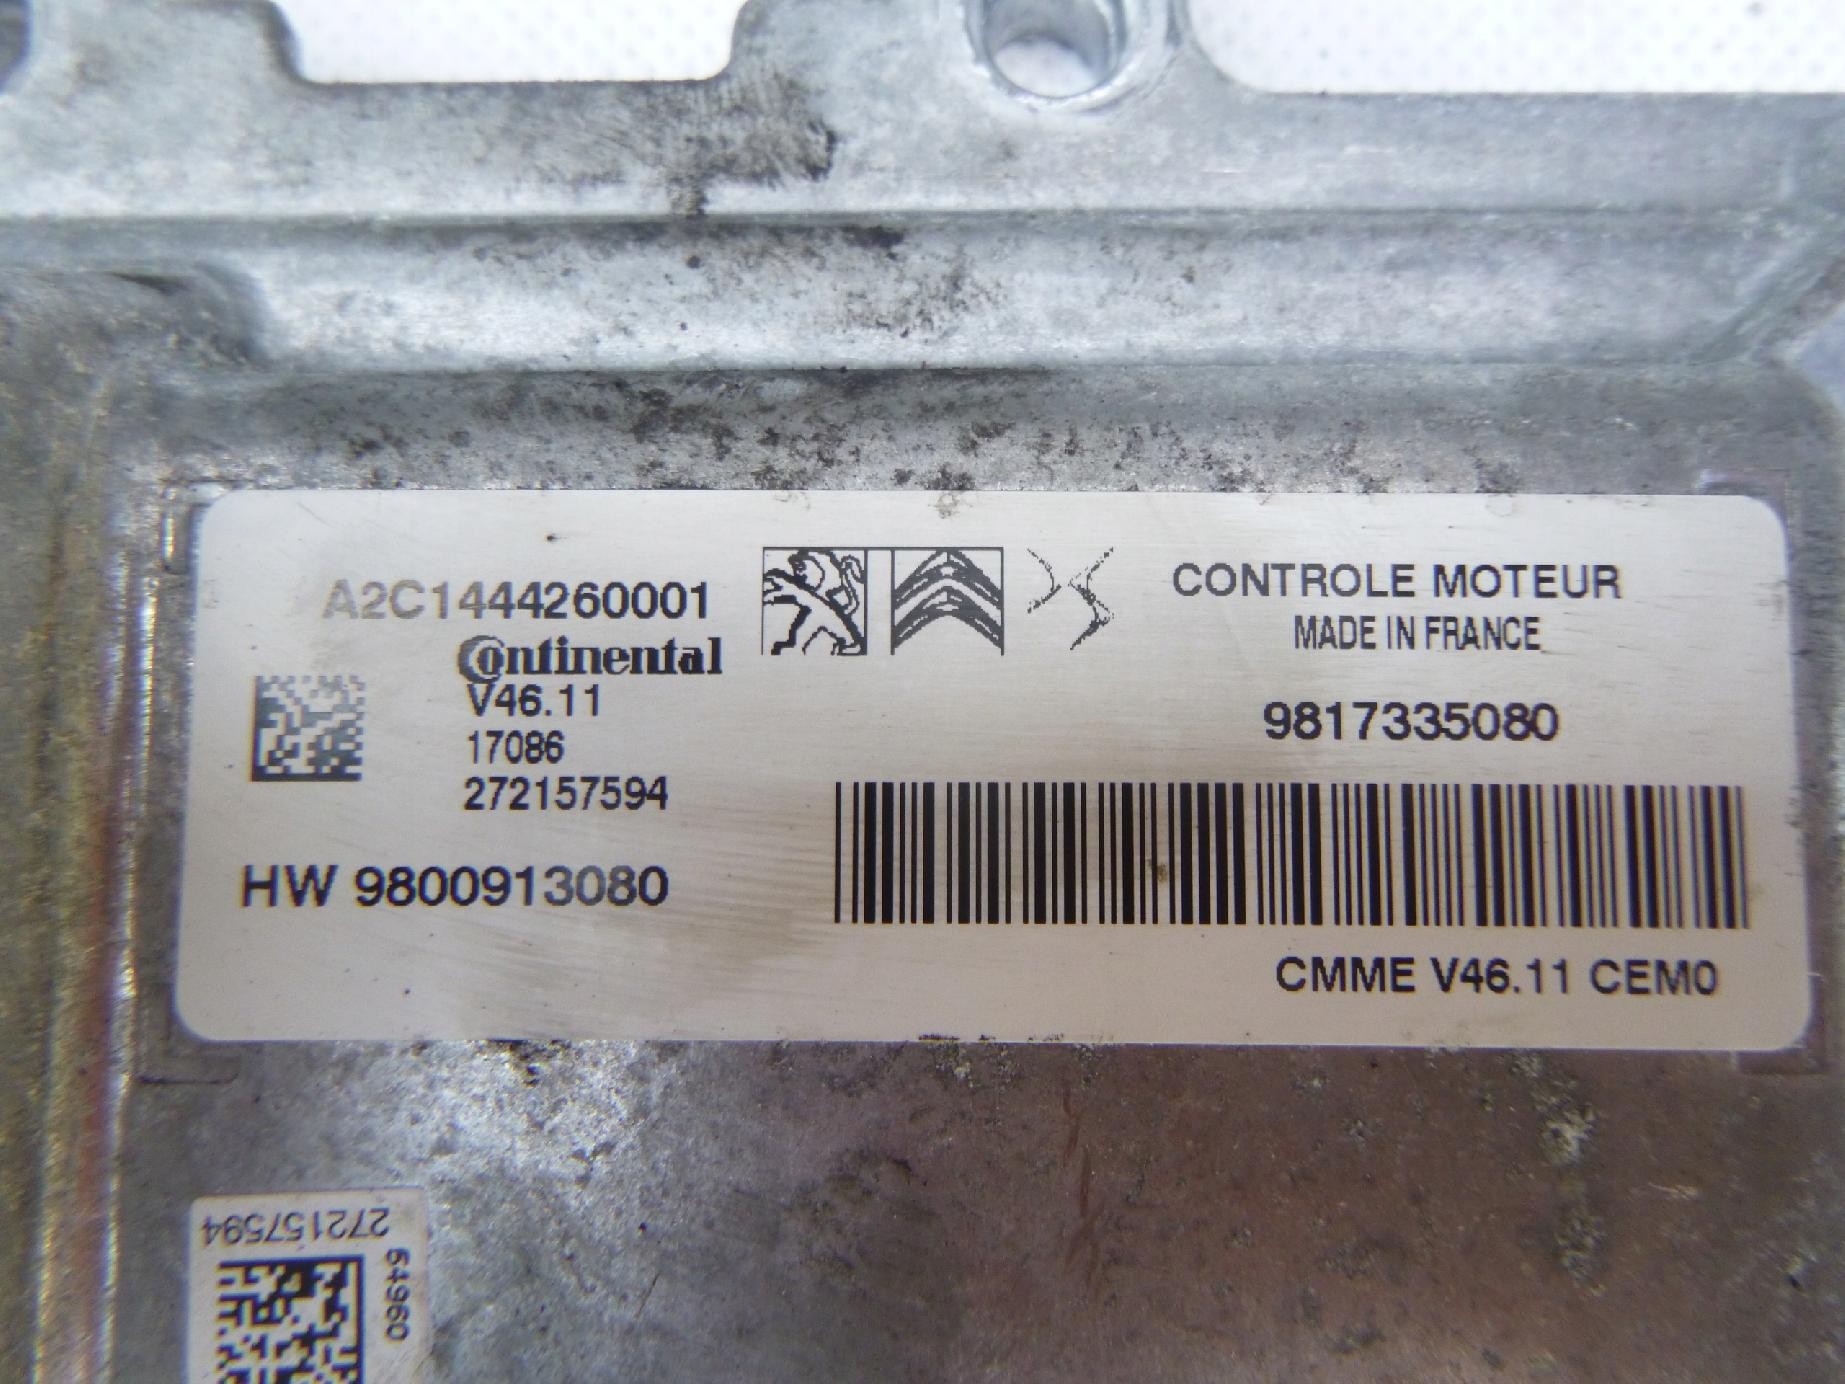 A2C1444260001
Continental
V46.11
17086
272157594
HW 9800913080
CONTROLE MOTEUR
MADE IN FRANCE
9817335080
CMME V46.11 CEM0
272157594
64960